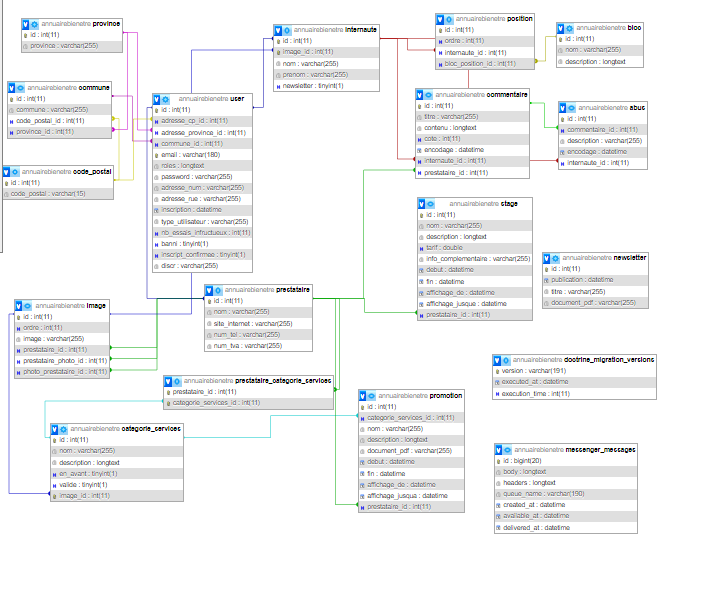 annuairebienetre province
id : int(11)
province : varchar(255)
annuairebienetre commune
id : int(11)
commune : varchar(255)
code_postal_id : int(11)
province_id : int(11)
annuairebienetre code_postal
id : int(11)
code_postal : varchar(15)
annuairebienetre user
id : int(11)
adresse_cp_id : int(11)
adresse_province_id : int(11)
commune_id : int(11)
email : varchar(180)
roles : longtext
password : varchar(255)
adresse_num : varchar(255)
adresse_rue : varchar(255)
inscription : datetime
type_utilisateur : varchar(255)
nb_essais_infructueux : int(11)
banni : tinyint(1)
inscript_confirmee : tinyint(1)
discr : varchar(255)
annuairebienetre internaute
id : int(11)
image_id : int(11)
nom : varchar(255)
prenom : varchar(255)
newsletter : tinyint(1)
annuairebienetre position
id : int(11)
ordre : int(11)
internaute_id : int(11)
bloc_position_id : int(11)
annuairebienetre bloc
id : int(11)
nom : varchar(255)
description : longtext
annuairebienetre commentaire
id : int(11)
titre : varchar(255)
contenu : longtext
cote : int(11)
encodage : datetime
internaute_id : int(11)
prestataire_id : int(11)
annuairebienetre abus
id : int(11)
commentaire_id : int(11)
description : varchar(255)
encodage : datetime
internaute_id : int(11)
annuairebienetre stage
id : int(11)
nom : varchar(255)
description : longtext
tarif : double
info_complementaire : varchar(255)
debut : datetime
fin : datetime
affichage_de : datetime
affichage_jusque : datetime
prestataire_id : int(11)
annuairebienetre newsletter
id : int(11)
publication : datetime
titre : varchar(255)
document_pdf : varchar(255)
annuairebienetre prestataire
id : int(11)
nom : varchar(255)
site_internet : varchar(255)
num_tel : varchar(255)
num_tva : varchar(255)
annuairebienetre image
id : int(11)
ordre : int(11)
image : varchar(255)
prestataire_id : int(11)
prestataire_photo_id : int(11)
photo_prestataire_id : int(11)
annuairebienetre prestataire_categorie_services
prestataire_id : int(11)
categorie_services_id : int(11)
annuairebienetre categorie_services
id : int(11)
nom : varchar(255)
description : longtext
en_avant : tinyint(1)
valide : tinyint(1)
image_id : int(11)
annuairebienetre promotion
id : int(11)
categorie_services_id : int(11)
nom : varchar(255)
description : longtext
document_pdf : varchar(255)
debut : datetime
fin : datetime
affichage_de : datetime
affichage_jusqua : datetime
prestataire_id : int(11)
annuairebienetre doctrine_migration_versions
version : varchar(191)
executed_at : datetime
execution_time : int(11)
annuairebienetre messenger_messages
id : bigint(20)
body : longtext
headers : longtext
queue_name : varchar(190)
created_at : datetime
available_at : datetime
delivered_at : datetime